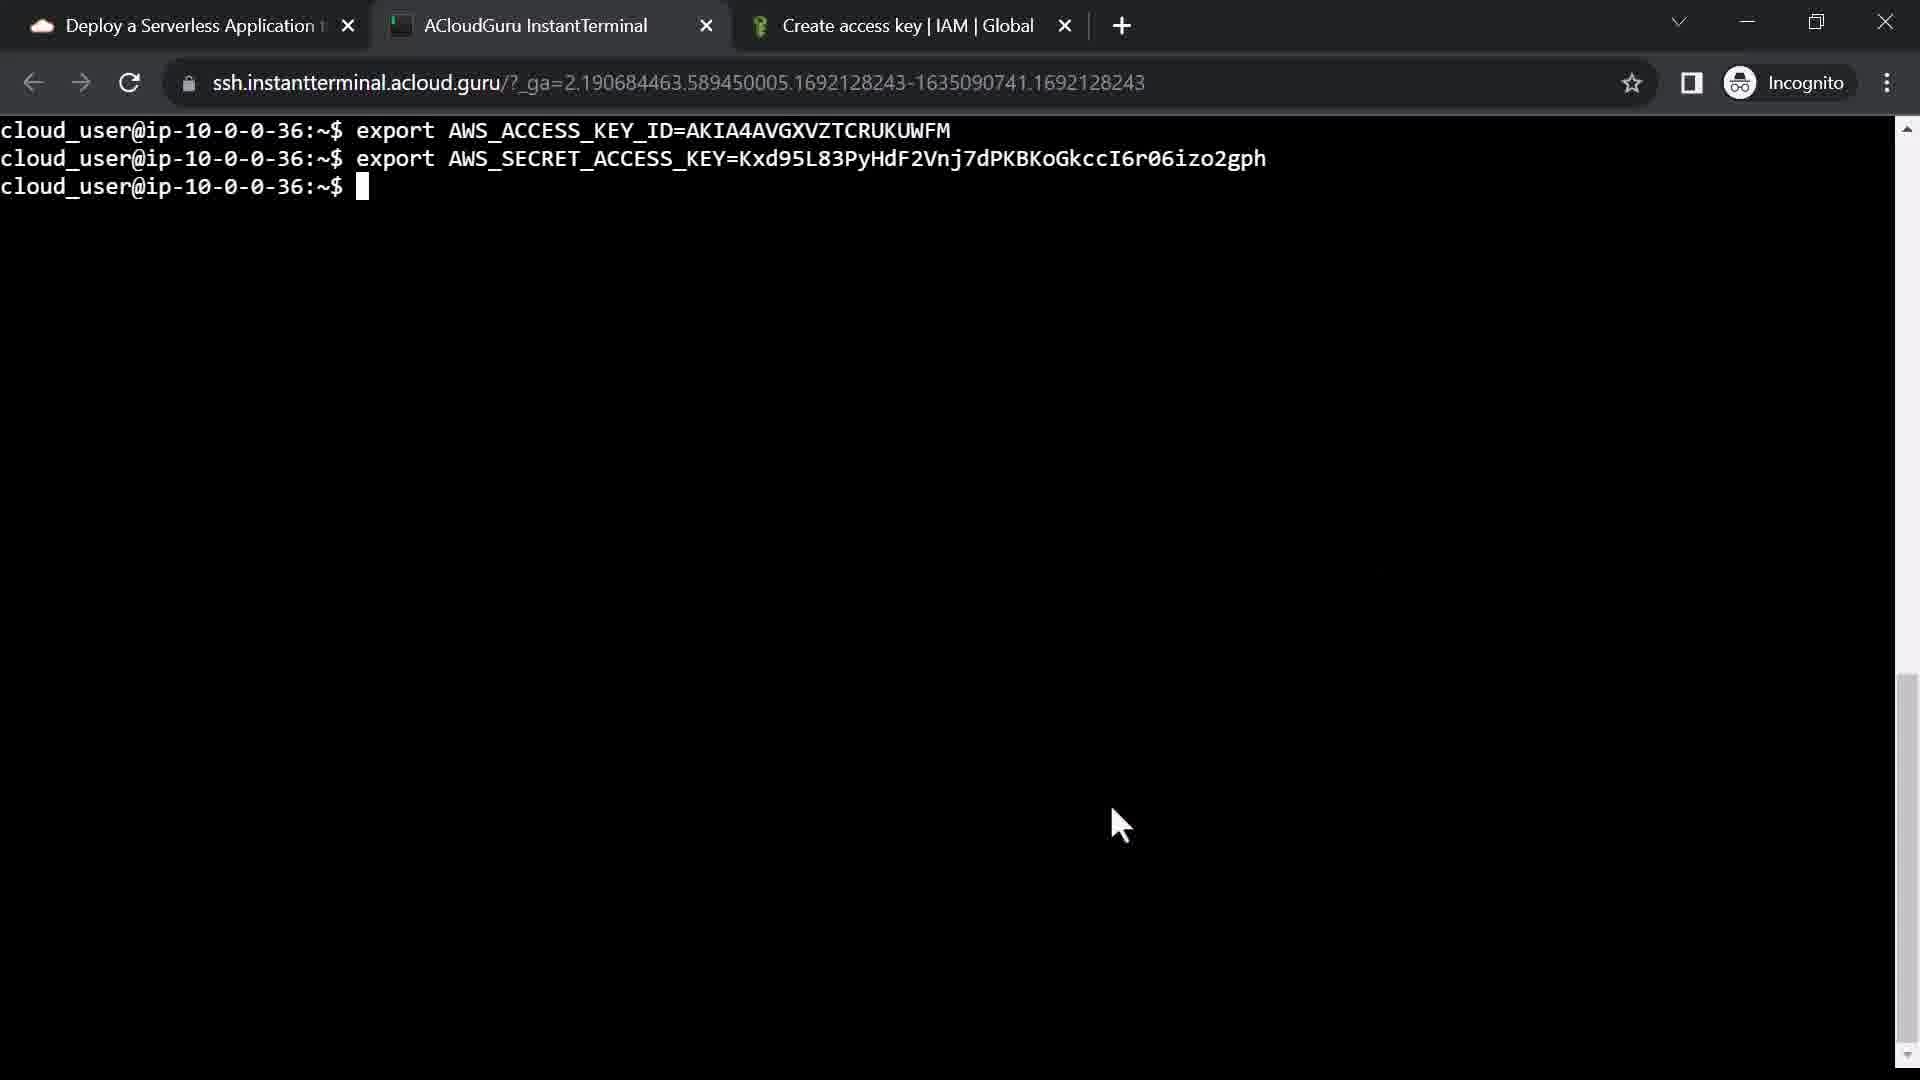 Deploy a Serverless Application
ACloudGuru InstantTerminal
Create access key | IAM | Global
ssh.instantterminal.acloud.guru/?_ga=2.190684463.589450005.1692128243-1635090741.1692128243
Incognito
cloud_user@ip-10-0-0-36:~$ export AWS_ACCESS_KEY_ID=AKIA4AVGXVZTCRUKUWFM
cloud_user@ip-10-0-0-36:~$ export AWS_SECRET_ACCESS_KEY=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
cloud_user@ip-10-0-0-36:~$